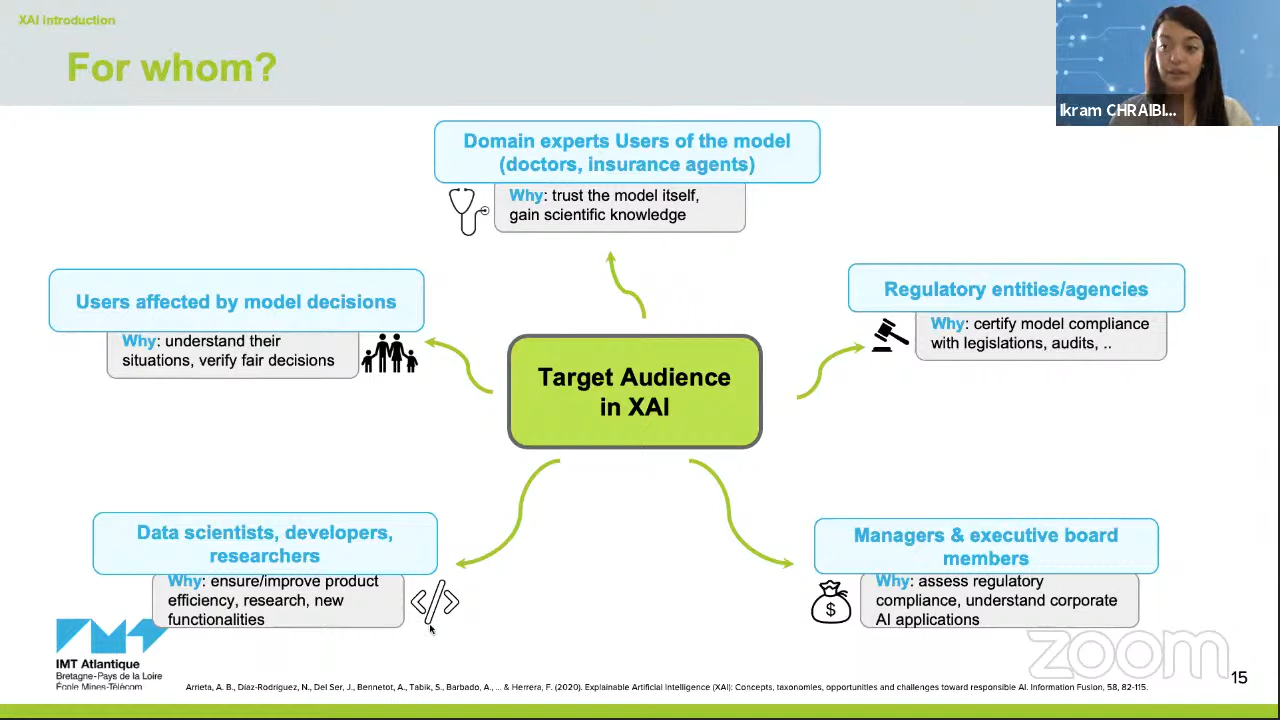 XAI introduction
For whom?
Ikram CHRAIBI...
Domain experts Users of the model
(doctors, insurance agents)
Why: trust the model itself,
gain scientific knowledge
Users affected by model decisions
Why: understand their
situations, verify fair decisions
Regulatory entities/agencies
Why: certify model compliance
with legislations, audits, ..
Target Audience
in XAI
Data scientists, developers,
researchers
Why: ensure/improve product
efficiency, research, new
functionalities
Managers & executive board
members
Why: assess regulatory
compliance, understand corporate
AI applications
$
IMT Atlantique
Bretagne-Pays de la Loire
École Mines-Télécom
zoom
15
Arrieta, A. B., Díaz-Rodríguez, N., Del Ser, J., Bennetot, A., Tabik, S., Barbado, A., ... & Herrera, F. (2020). Explainable Artificial Intelligence (XAI): Concepts, taxonomies, opportunities and challenges toward responsible AI. Information Fusion, 58, 82-115.